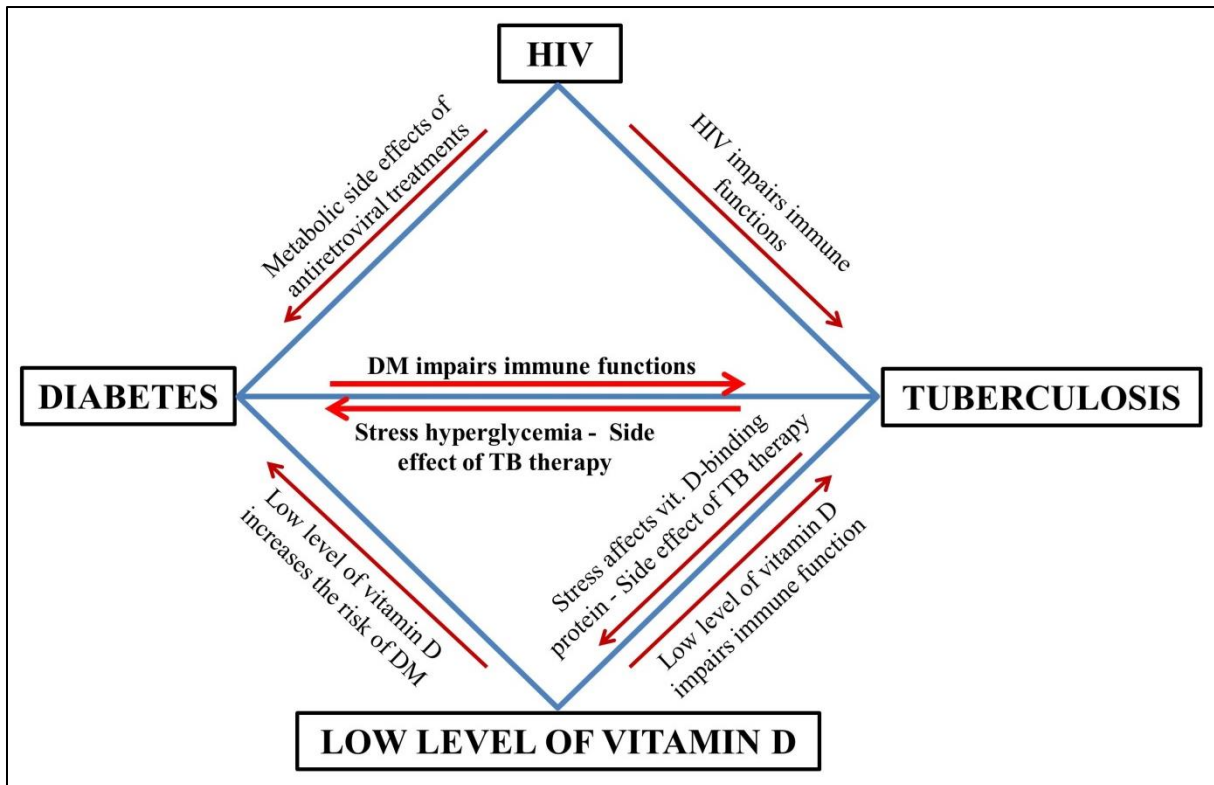 HIV
Metabolic side effects of
antiretroviral treatments
HIV impairs immune
functions
DIABETES
DM impairs immune functions
Stress hyperglycemia - Side
effect of TB therapy
TUBERCULOSIS
Low level of vitamin D
increases the risk of DM
Stress affects vit. D-binding
protein - Side effect of TB therapy
Low level of vitamin D
impairs immune function
LOW LEVEL OF VITAMIN D